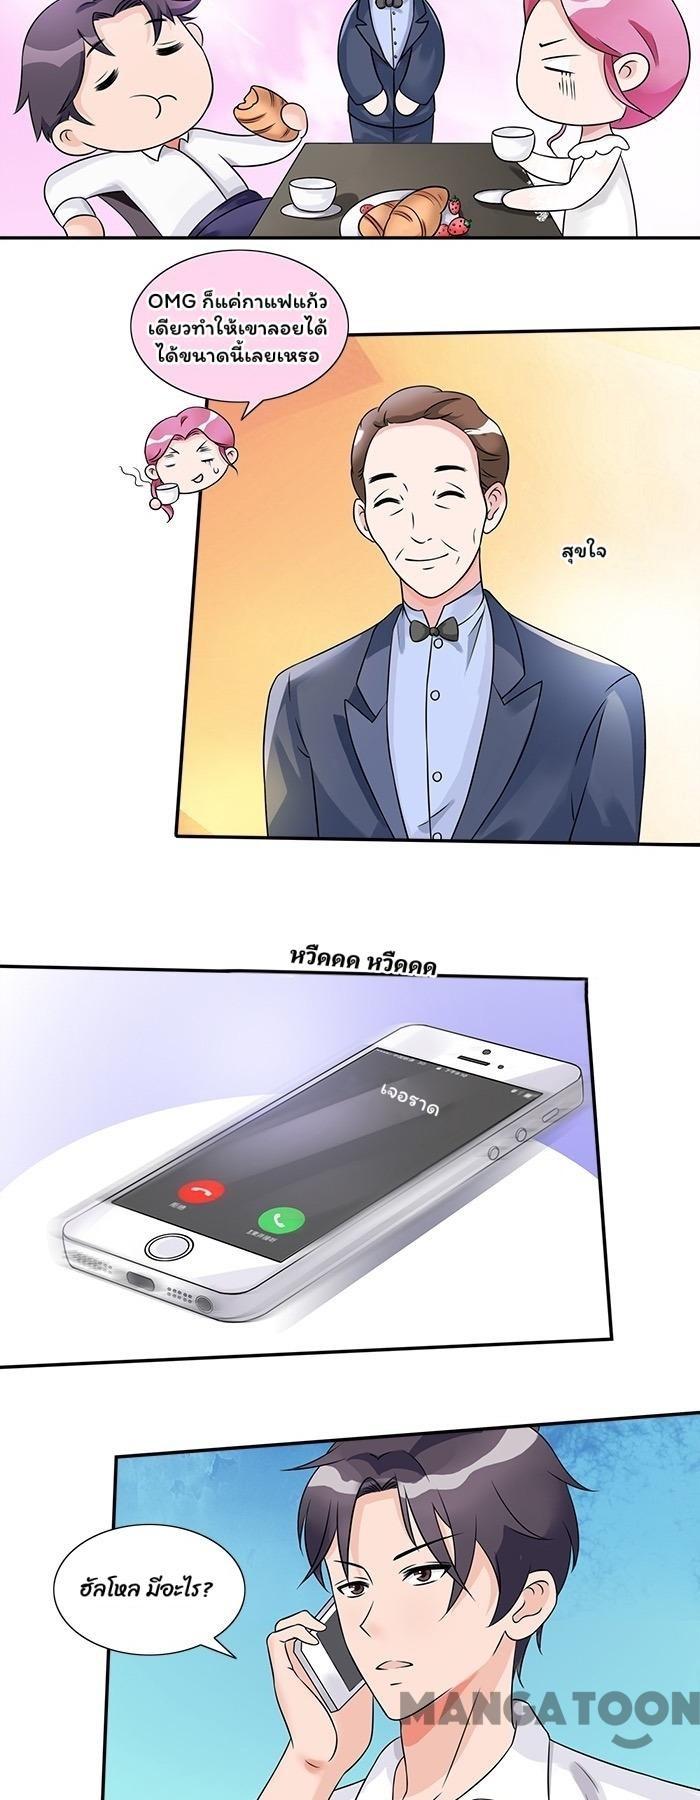 OMG ก็แค่กาแฟแก้ว
เดียวทำให้เขาลอยได้
ได้ขนาดนี้เลยเหรอ
สุขใจ
หวืดดด หวืดดด
เจอราด
ฮัลโหล มีอะไร?
MANGATOON